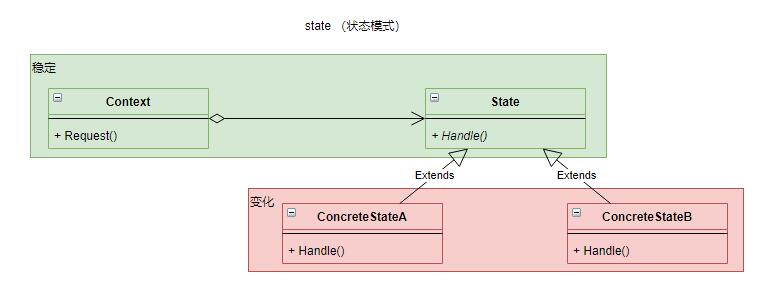 state （状态模式）
稳定
Context
+ Request()
State
+ Handle()
Extends
Extends
变化
ConcreteStateA
+ Handle()
ConcreteStateB
+ Handle()